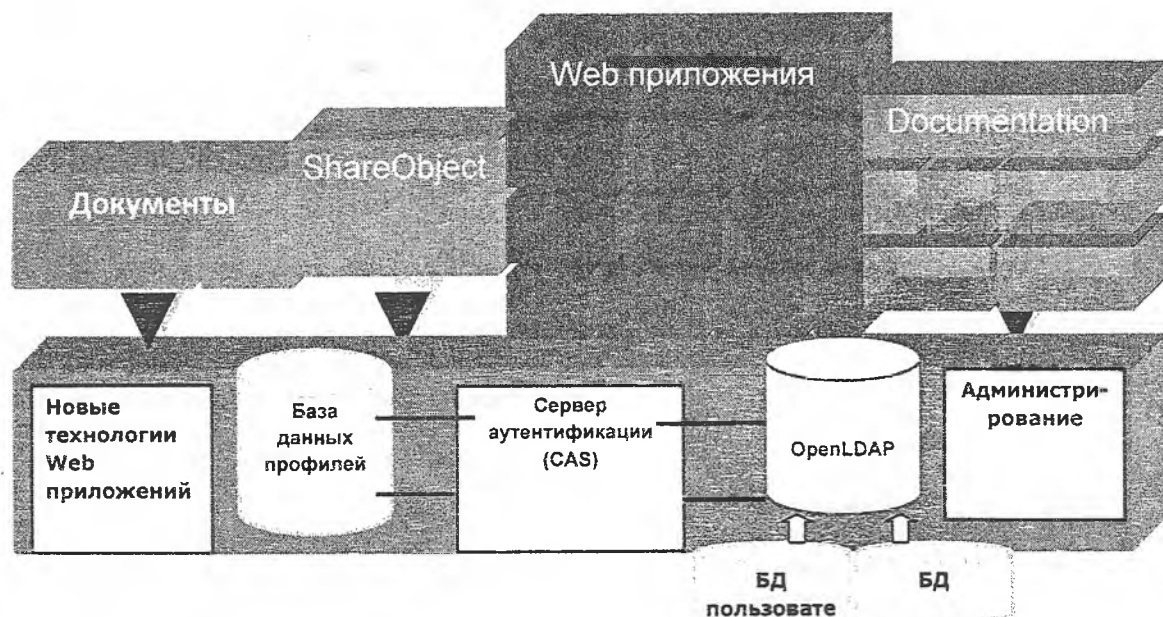 Web приложения
Documentation
ShareObject
Документы
Новые
технологии
Web
приложений
База
данных
профилей
Сервер
аутентификации
(CAS)
OpenLDAP
Администри-
рование
БД
пользовате
БД